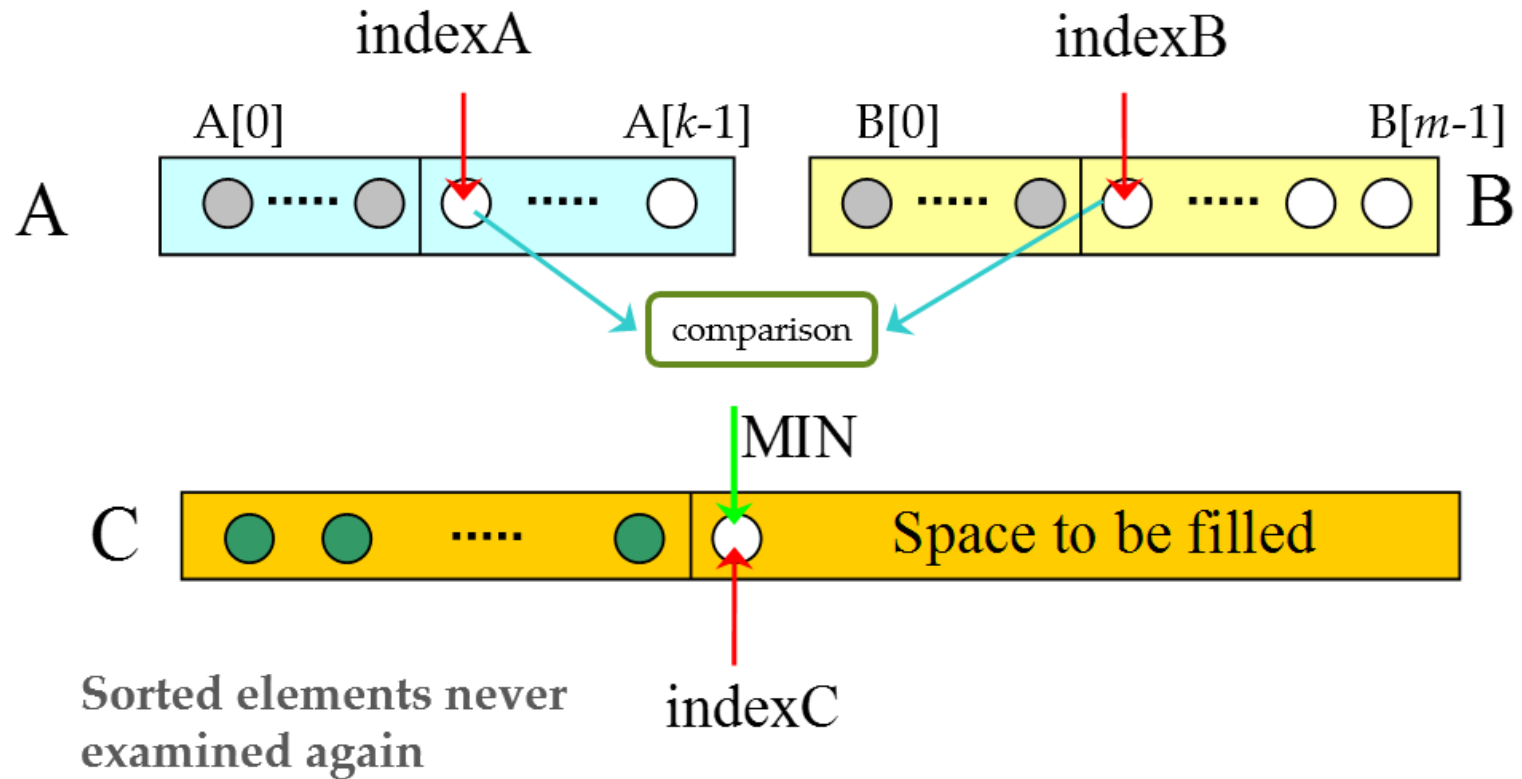 indexA
indexB
A[0]
A[k-1]
B[0]
B[m-1]
A
B
comparison
MIN
C
Space to be filled
Sorted elements never
examined again
indexC